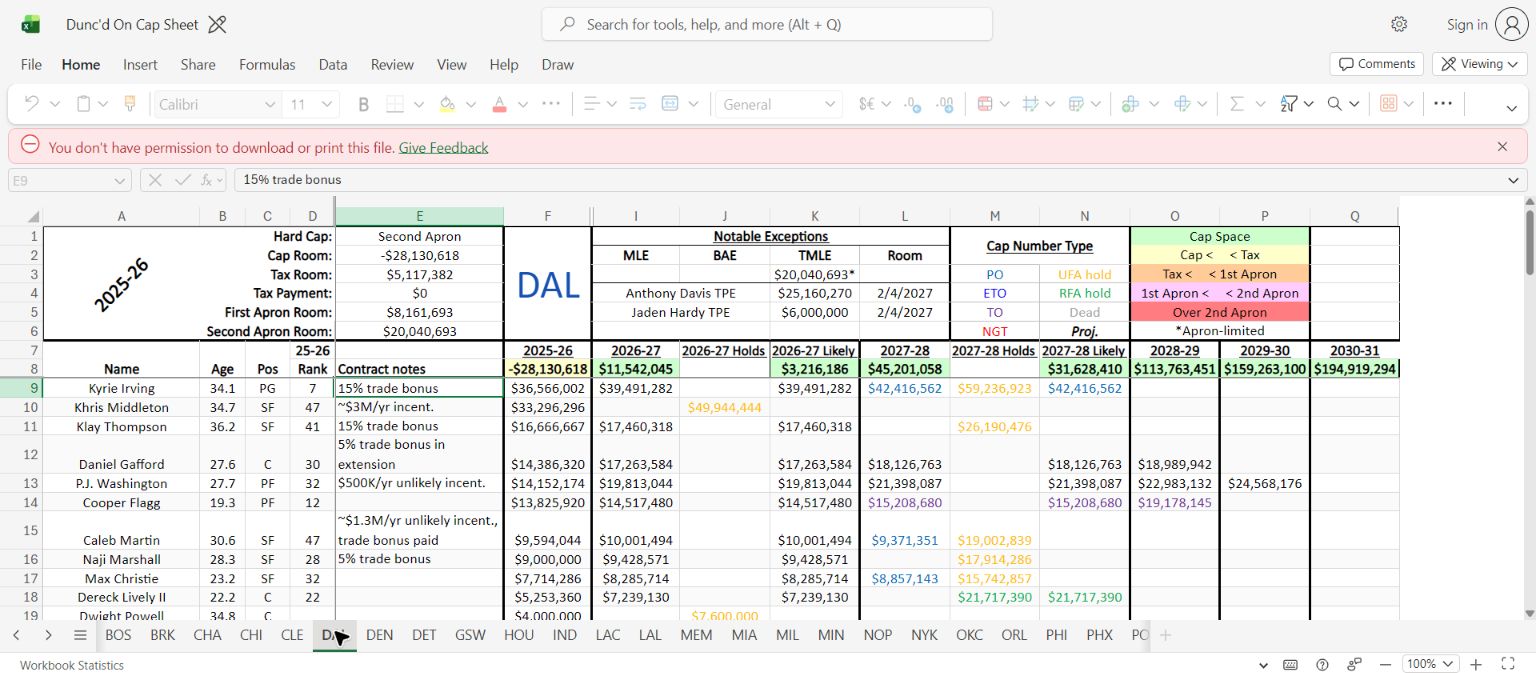 Dunc'd On Cap Sheet
Search for tools, help, and more (Alt + Q)
Sign in
File Home Insert Share Formulas Data Review View Help Draw
Comments Viewing
Calibri 11 B A General $€ .0 .00
You don't have permission to download or print this file. Give Feedback
E9 fx 15% trade bonus
A B C D E F I J K L M N O P Q
1 Hard Cap: Second Apron Notable Exceptions Cap Space
2 Cap Room: -$28,130,618 MLE BAE TMLE Room Cap Number Type Cap < < Tax
3 2025-26 Tax Room: $5,117,382 DAL $20,040,693* PO UFA hold Tax < < 1st Apron
4 Tax Payment: $0 Anthony Davis TPE $25,160,270 2/4/2027 ETO RFA hold 1st Apron < < 2nd Apron
5 First Apron Room: $8,161,693 Jaden Hardy TPE $6,000,000 2/4/2027 TO Dead Over 2nd Apron
6 Second Apron Room: $20,040,693 NGT Proj. *Apron-limited
7 25-26 2025-26 2026-27 2026-27 Holds 2026-27 Likely 2027-28 2027-28 Holds 2027-28 Likely 2028-29 2029-30 2030-31
8 Name Age Pos Rank Contract notes -$28,130,618 $11,542,045 $3,216,186 $45,201,058 $31,628,410 $113,763,451 $159,263,100 $194,919,294
9 Kyrie Irving 34.1 PG 7 15% trade bonus $36,566,002 $39,491,282 $39,491,282 $42,416,562 $59,236,923 $42,416,562
10 Khris Middleton 34.7 SF 47 ~$3M/yr incent. $33,296,296 $49,944,444
11 Klay Thompson 36.2 SF 41 15% trade bonus $16,666,667 $17,460,318 $17,460,318 $26,190,476
5% trade bonus in
12 Daniel Gafford 27.6 C 30 extension $14,386,320 $17,263,584 $17,263,584 $18,126,763 $18,126,763 $18,989,942
13 P.J. Washington 27.7 PF 32 $500K/yr unlikely incent. $14,152,174 $19,813,044 $19,813,044 $21,398,087 $21,398,087 $22,983,132 $24,568,176
14 Cooper Flagg 19.3 PF 12 $13,825,920 $14,517,480 $14,517,480 $15,208,680 $15,208,680 $19,178,145
~$1.3M/yr unlikely incent.,
15 Caleb Martin 30.6 SF 47 trade bonus paid $9,594,044 $10,001,494 $10,001,494 $9,371,351 $19,002,839
16 Naji Marshall 28.3 SF 28 5% trade bonus $9,000,000 $9,428,571 $9,428,571 $17,914,286
17 Max Christie 23.2 SF 32 $7,714,286 $8,285,714 $8,285,714 $8,857,143 $15,742,857
18 Dereck Lively II 22.2 C 22 $5,253,360 $7,239,130 $7,239,130 $21,717,390 $21,717,390
19 Dwight Powell 34.8 C $4,000,000 $7,600,000
BOS BRK CHA CHI CLE DAL DEN DET GSW HOU IND LAC LAL MEM MIA MIL MIN NOP NYK OKC ORL PHI PHX PO
Workbook Statistics 100%